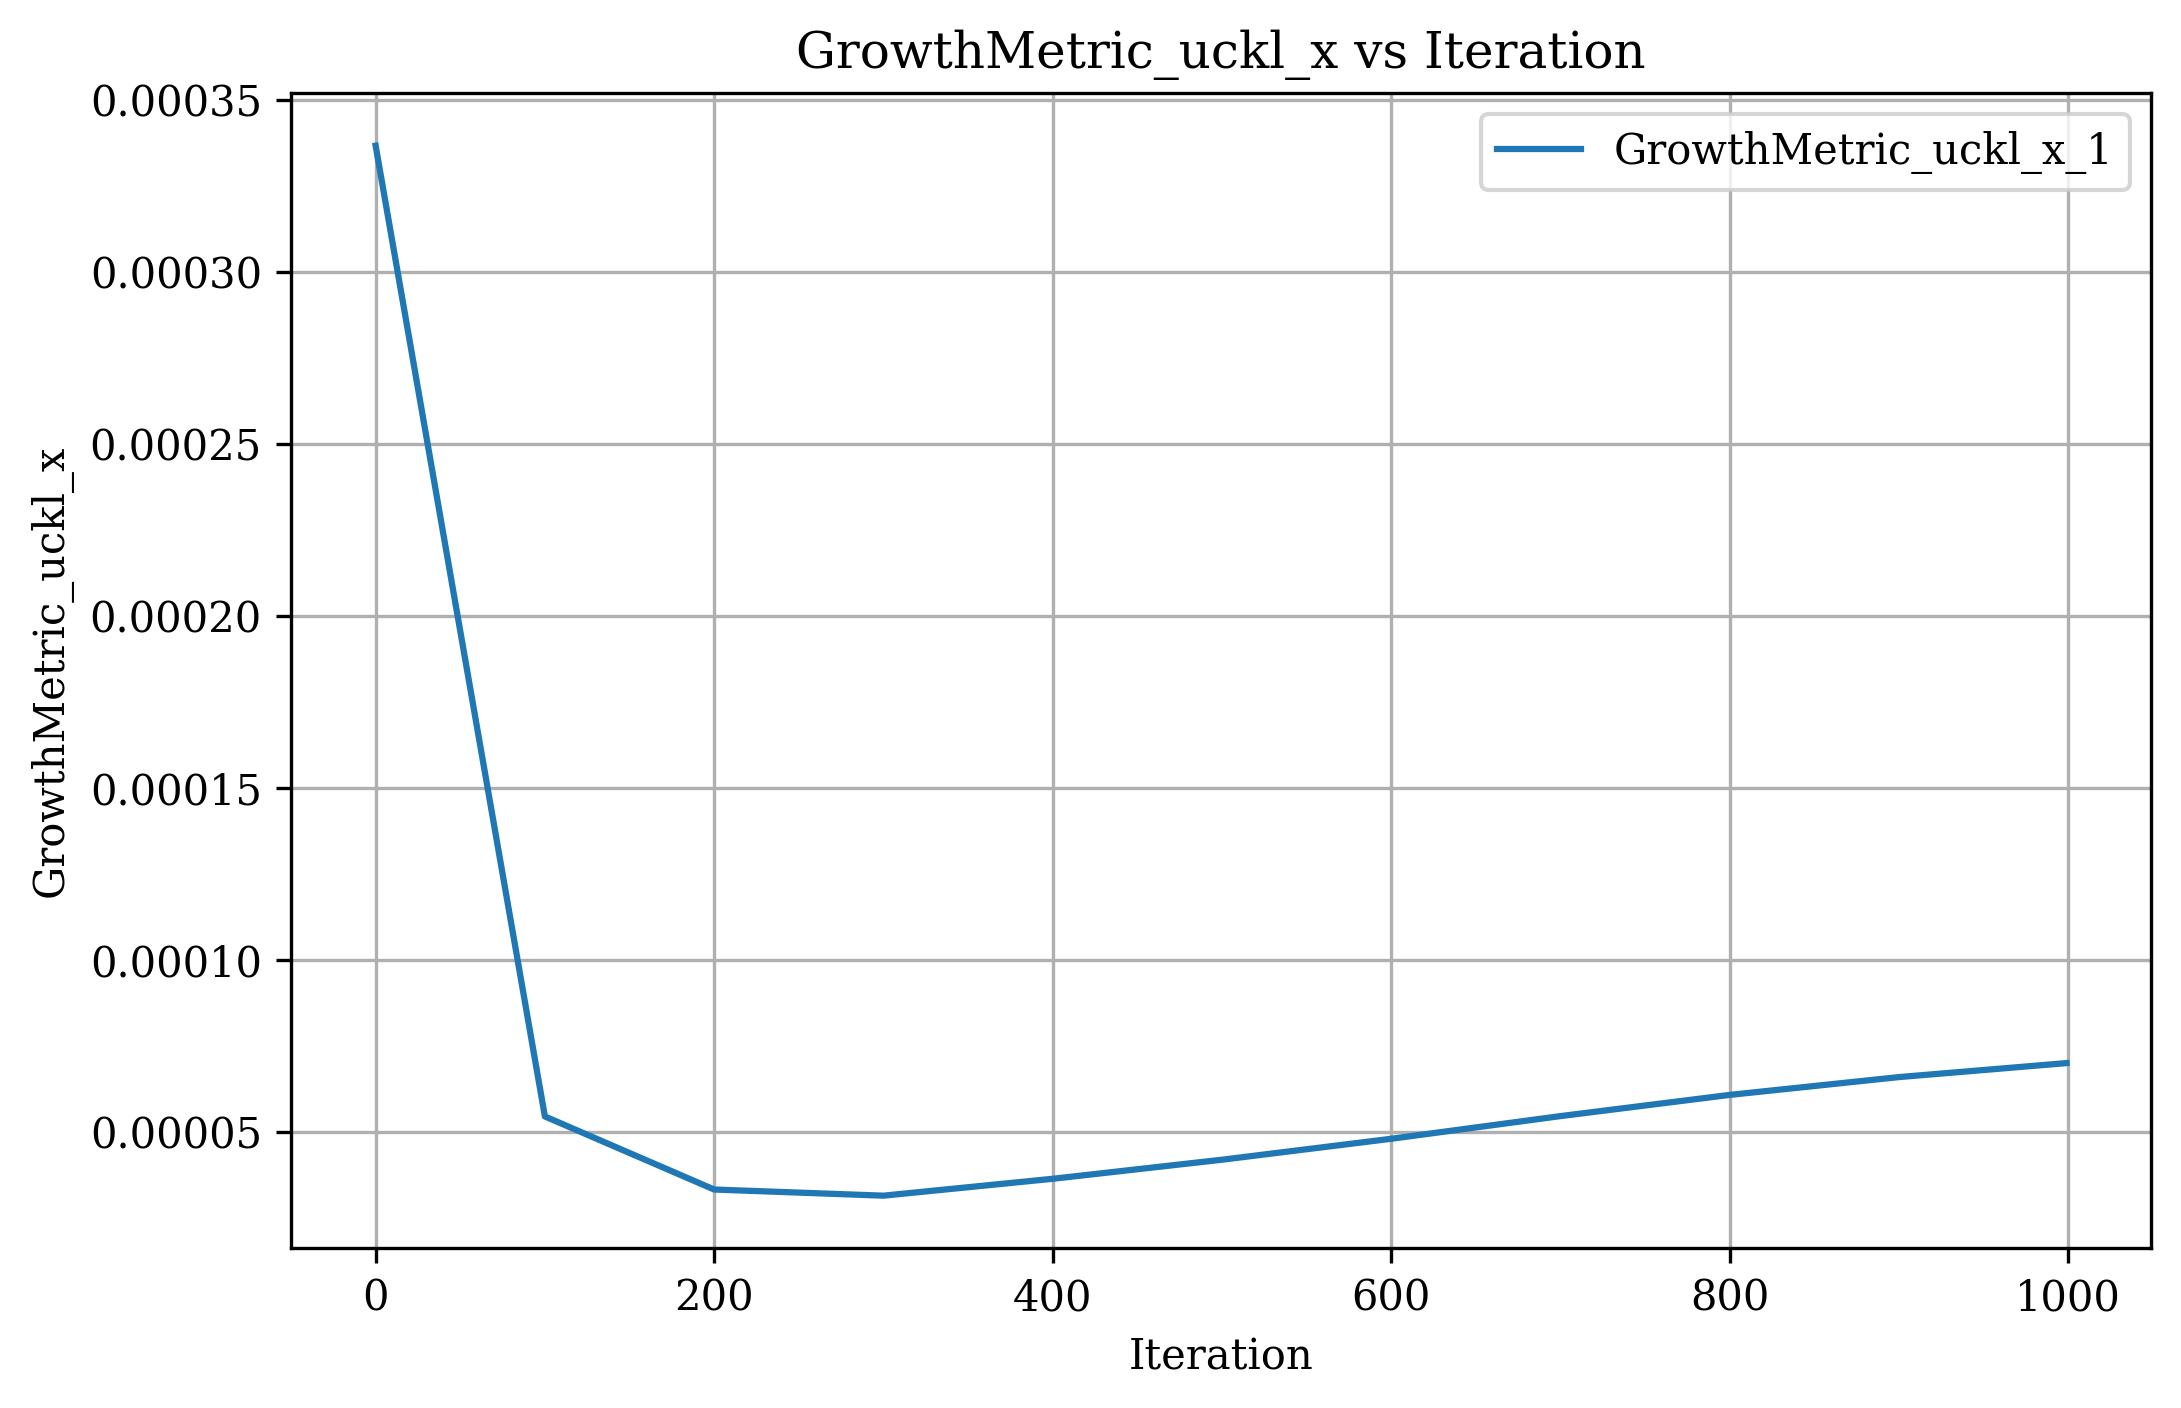 GrowthMetric_uckl_x vs Iteration
GrowthMetric_uckl_x_1
GrowthMetric_uckl_x
0.00035
0.00030
0.00025
0.00020
0.00015
0.00010
0.00005
0 200 400 600 800 1000
Iteration